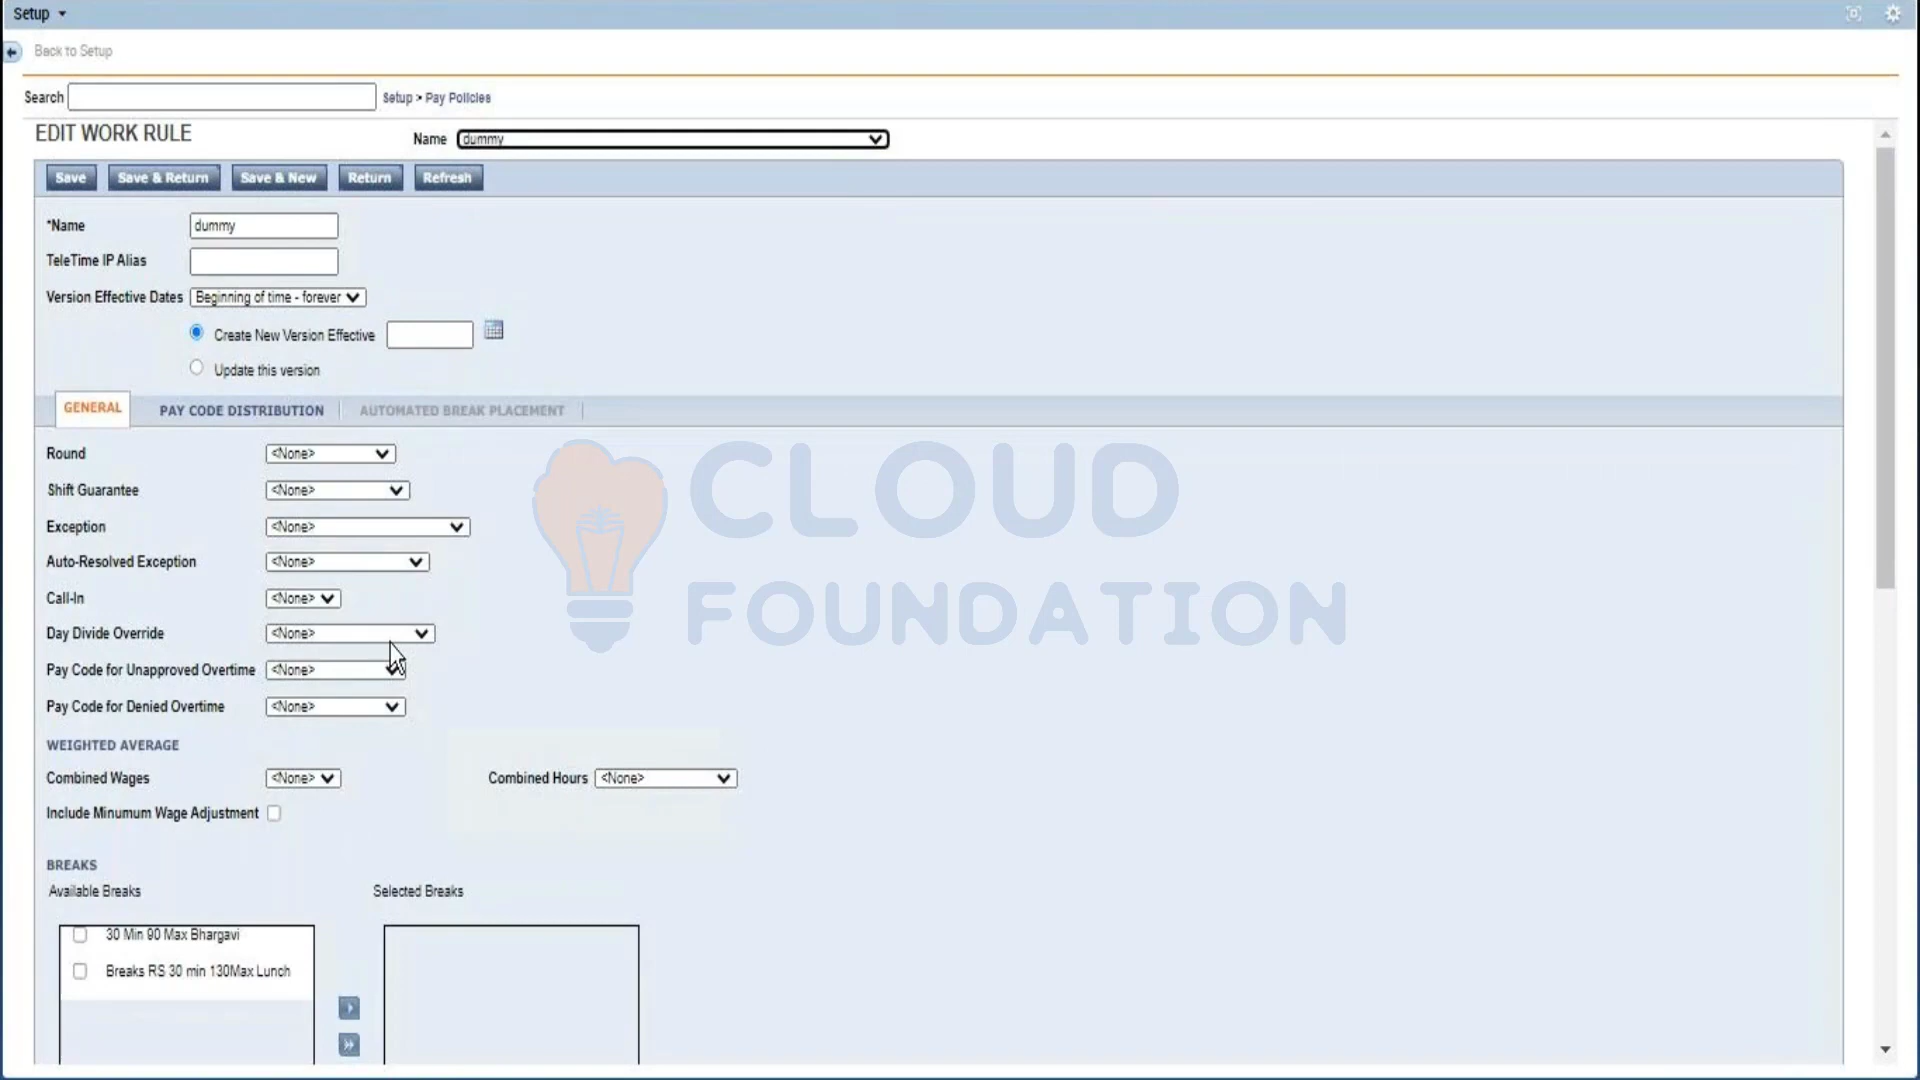 Setup
Back to Setup
Search Setup > Pay Policies
EDIT WORK RULE Name dummy
Save Save & Return Save & New Return Refresh
*Name dummy
TeleTime IP Alias
Version Effective Dates Beginning of time - forever
Create New Version Effective
Update this version
GENERAL PAY CODE DISTRIBUTION AUTOMATED BREAK PLACEMENT
Round <None>
Shift Guarantee <None>
Exception <None>
Auto-Resolved Exception <None>
Call-In <None>
Day Divide Override <None>
Pay Code for Unapproved Overtime <None>
Pay Code for Denied Overtime <None>
CLOUD
FOUNDATION
WEIGHTED AVERAGE
Combined Wages <None> Combined Hours <None>
Include Minumum Wage Adjustment
BREAKS
Available Breaks Selected Breaks
30 Min 90 Max Bhargavi
Breaks RS 30 min 130Max Lunch